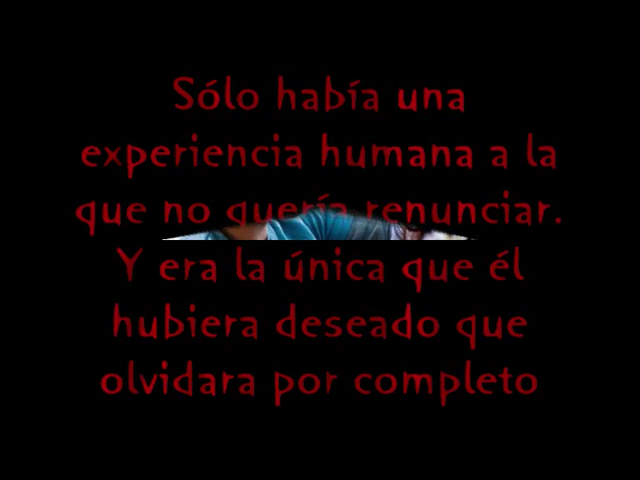 Sólo había una
experiencia humana a la
que no quería renunciar.
Y era la única que él
hubiera deseado que
olvidara por completo